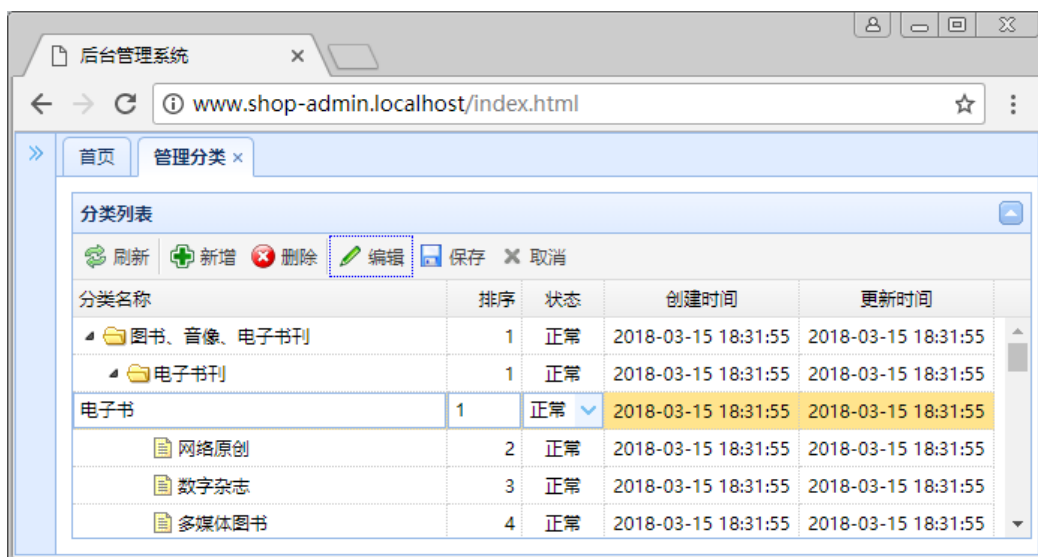 后台管理系统
www.shop-admin.localhost/index.html
首页 管理分类
分类列表
刷新 新增 删除 编辑 保存 取消
分类名称 排序 状态 创建时间 更新时间
图书、音像、电子书刊 1 正常 2018-03-15 18:31:55 2018-03-15 18:31:55
电子书刊 1 正常 2018-03-15 18:31:55 2018-03-15 18:31:55
电子书 1 正常 2018-03-15 18:31:55 2018-03-15 18:31:55
网络原创 2 正常 2018-03-15 18:31:55 2018-03-15 18:31:55
数字杂志 3 正常 2018-03-15 18:31:55 2018-03-15 18:31:55
多媒体图书 4 正常 2018-03-15 18:31:55 2018-03-15 18:31:55